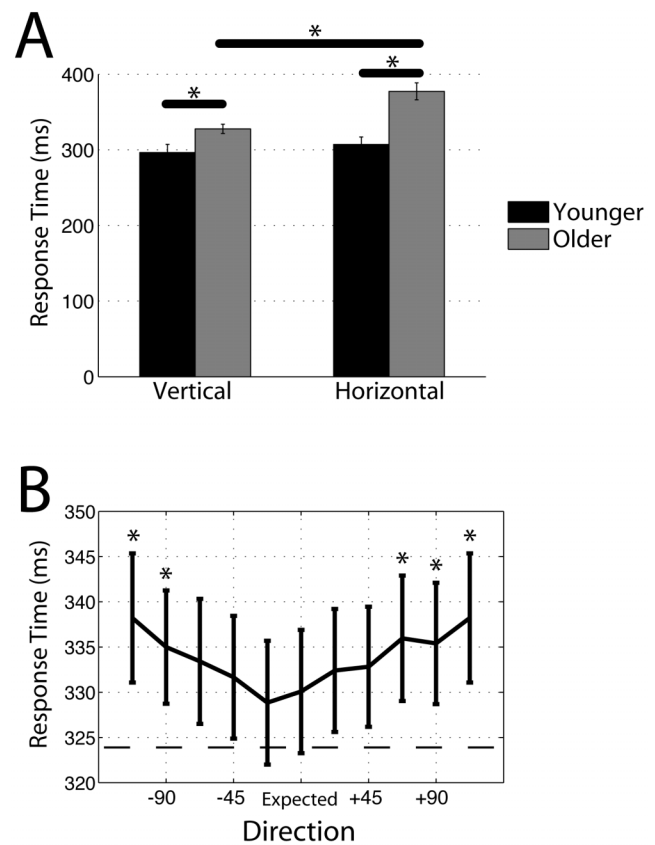 A
*
* *
400
300
200
100
0
Response Time (ms)
Vertical Horizontal
Younger
Older
B
350
345
340
335
330
325
320
Response Time (ms)
* * * * *
-90 -45 Expected +45 +90
Direction